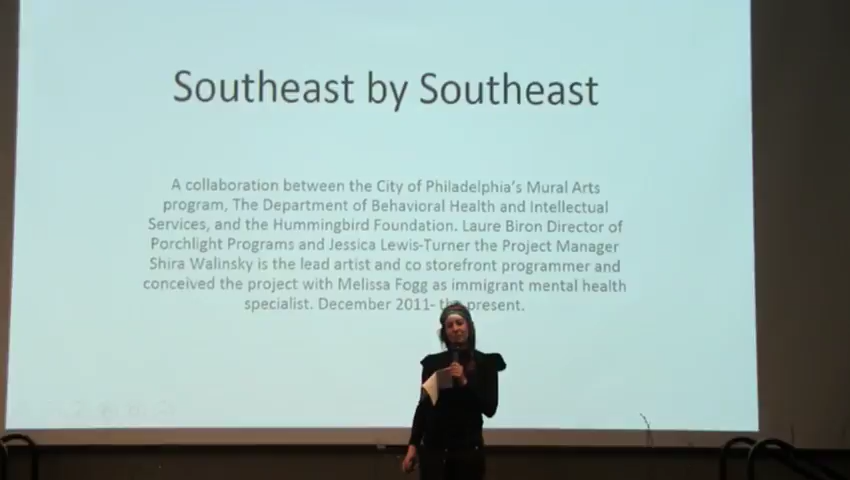 Southeast by Southeast
A collaboration between the City of Philadelphia's Mural Arts
program, The Department of Behavioral Health and Intellectual
Services, and the Hummingbird Foundation. Laure Biron Director of
Porchlight Programs and Jessica Lewis-Turner the Project Manager
Shira Walinsky is the lead artist and co storefront programmer and
conceived the project with Melissa Fogg as immigrant mental health
specialist. December 2011- the present.